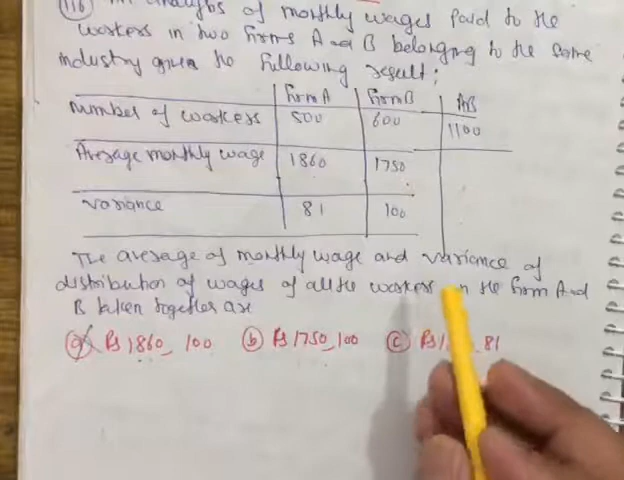 (116) An analysis of monthly wages paid to the
workers in two firms A and B belonging to the same
industry given the following result:
Firm A Firm B AB
Number of workers 500 600 1100
Average monthly wage 1860 1750
variance 81 100
The average of monthly wage and variance of
distribution of wages of all the workers in the firm A and
B taken together are
(a) Rs 1860, 100 (b) Rs 1750, 100 (c) Rs 81